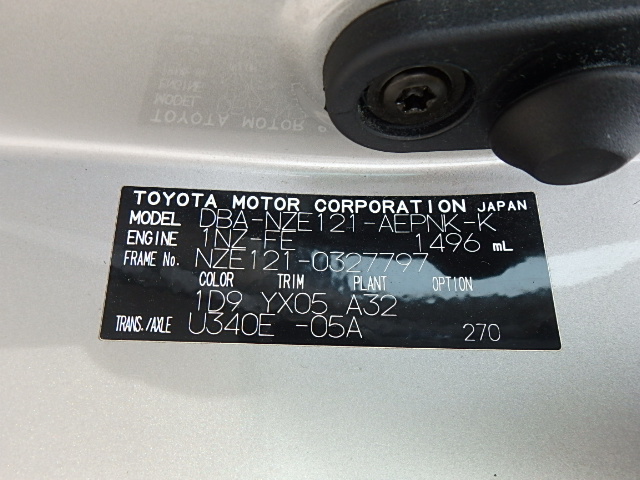 TOYOTA MOTOR CORPORATION JAPAN
MODEL DBA-NZE121-AEPNK-K
ENGINE 1NZ-FE 1496 mL
FRAME No. NZE121-0327797
COLOR TRIM PLANT OPTION
1D9 YX05 A32
TRANS./AXLE U340E -05A 270